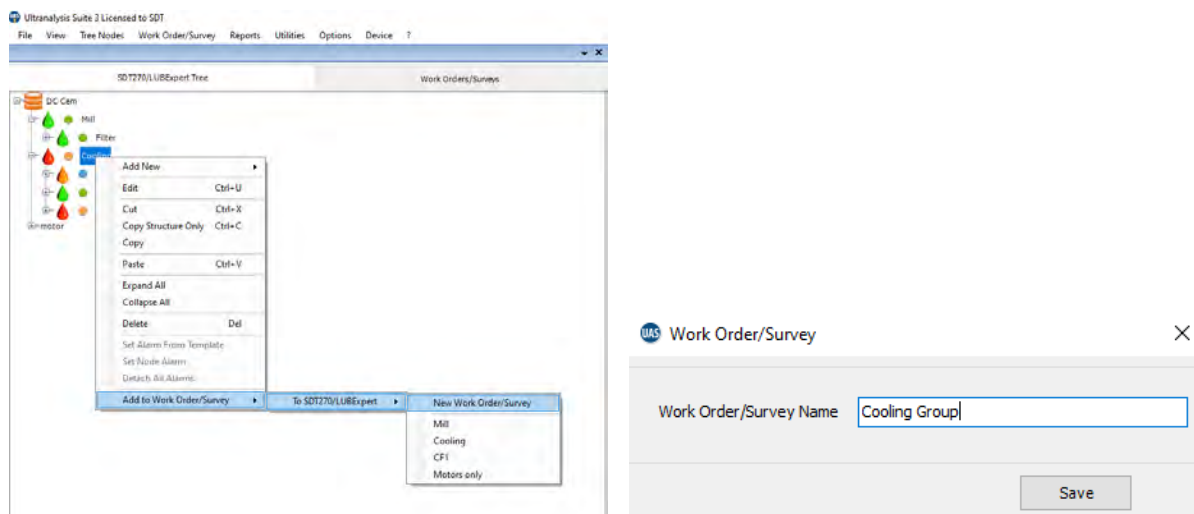 Ultranalysis Suite 2 Licensed to SDT
File View Tree Nodes Work Order/Survey Reports Utilities Options Device ?
SDT270/LUBExpert Tree
Work Orders/Surveys
DC Cem
Mill
Filter
Cooling
motor
Add New
Edit Ctrl+U
Cut Ctrl+X
Copy Structure Only Ctrl+C
Copy
Paste Ctrl+V
Expand All
Collapse All
Delete Del
Set Alarm From Template
Set Node Alarm
Detach All Alarms
Add to Work Order/Survey
To SDT270/LUBExpert
New Work Order/Survey
Mill
Cooling
CF1
Motors only
UAS Work Order/Survey
Work Order/Survey Name Cooling Group
Save